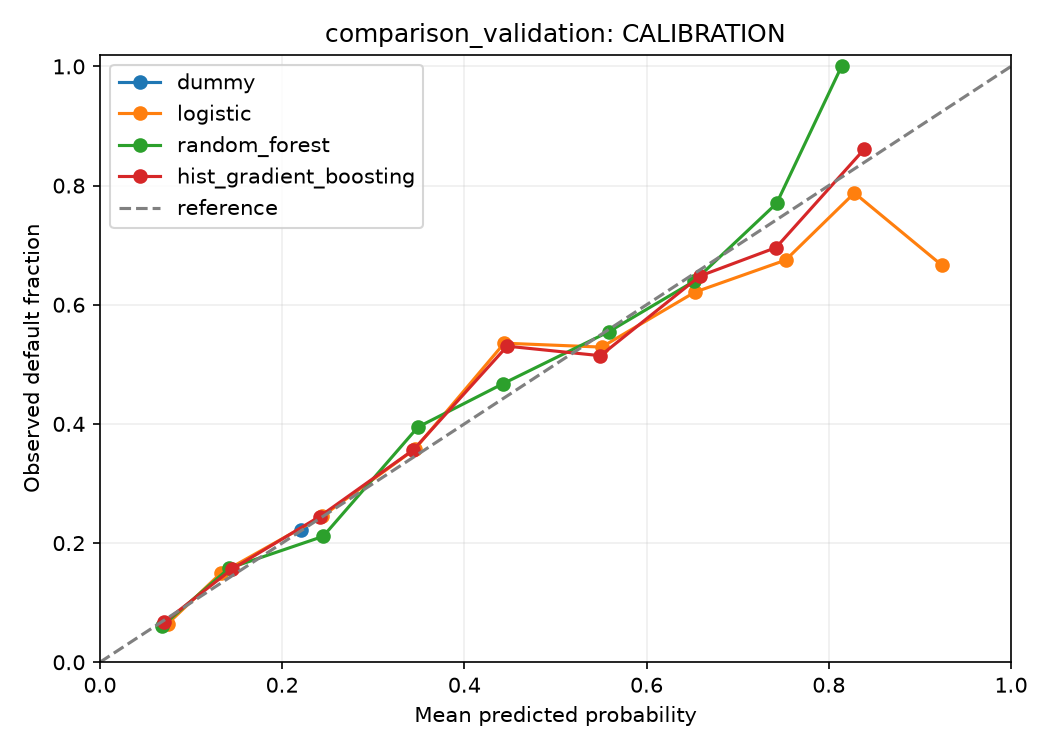 comparison_validation: CALIBRATION
dummy
logistic
random_forest
hist_gradient_boosting
reference
Observed default fraction
1.0
0.8
0.6
0.4
0.2
0.0
0.0 0.2 0.4 0.6 0.8 1.0
Mean predicted probability